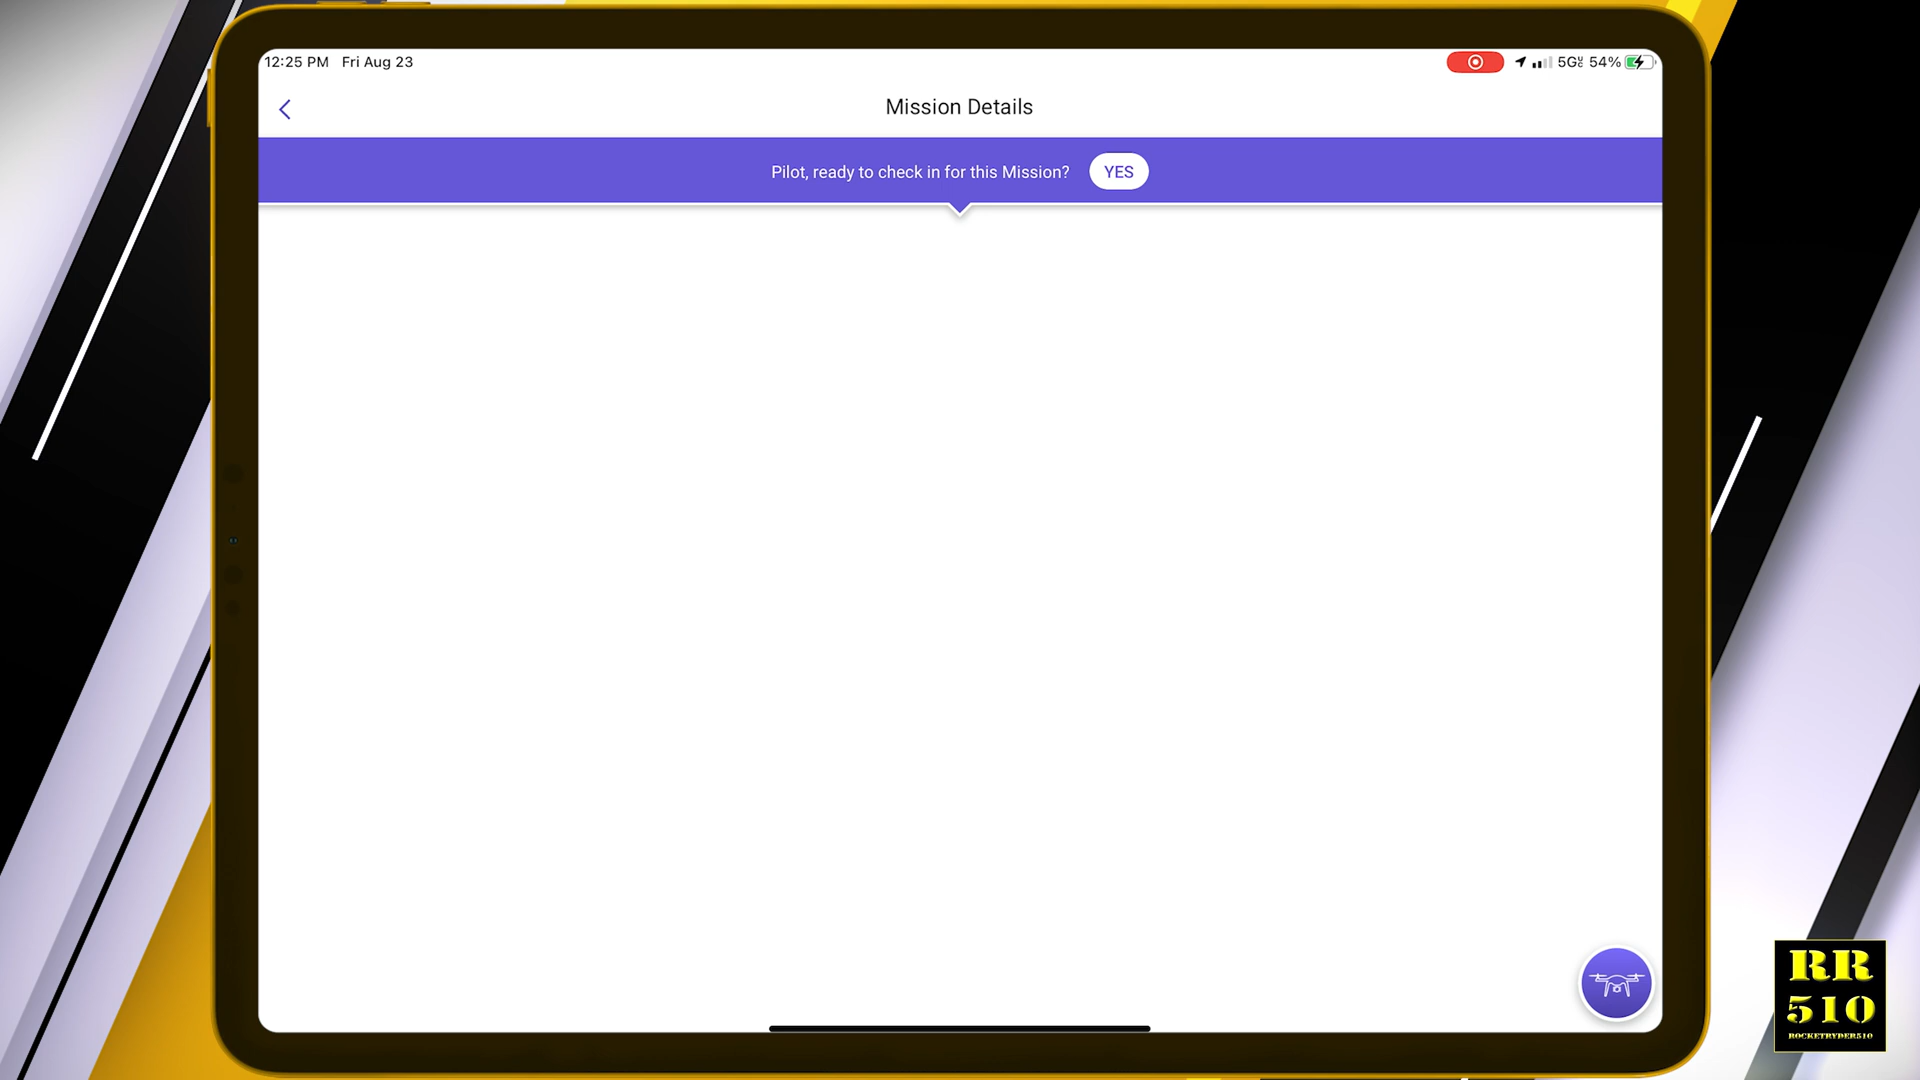 12:25 PM Fri Aug 23
5G 54%
Mission Details
Pilot, ready to check in for this Mission? YES
RR
510
ROCKETRYDER510